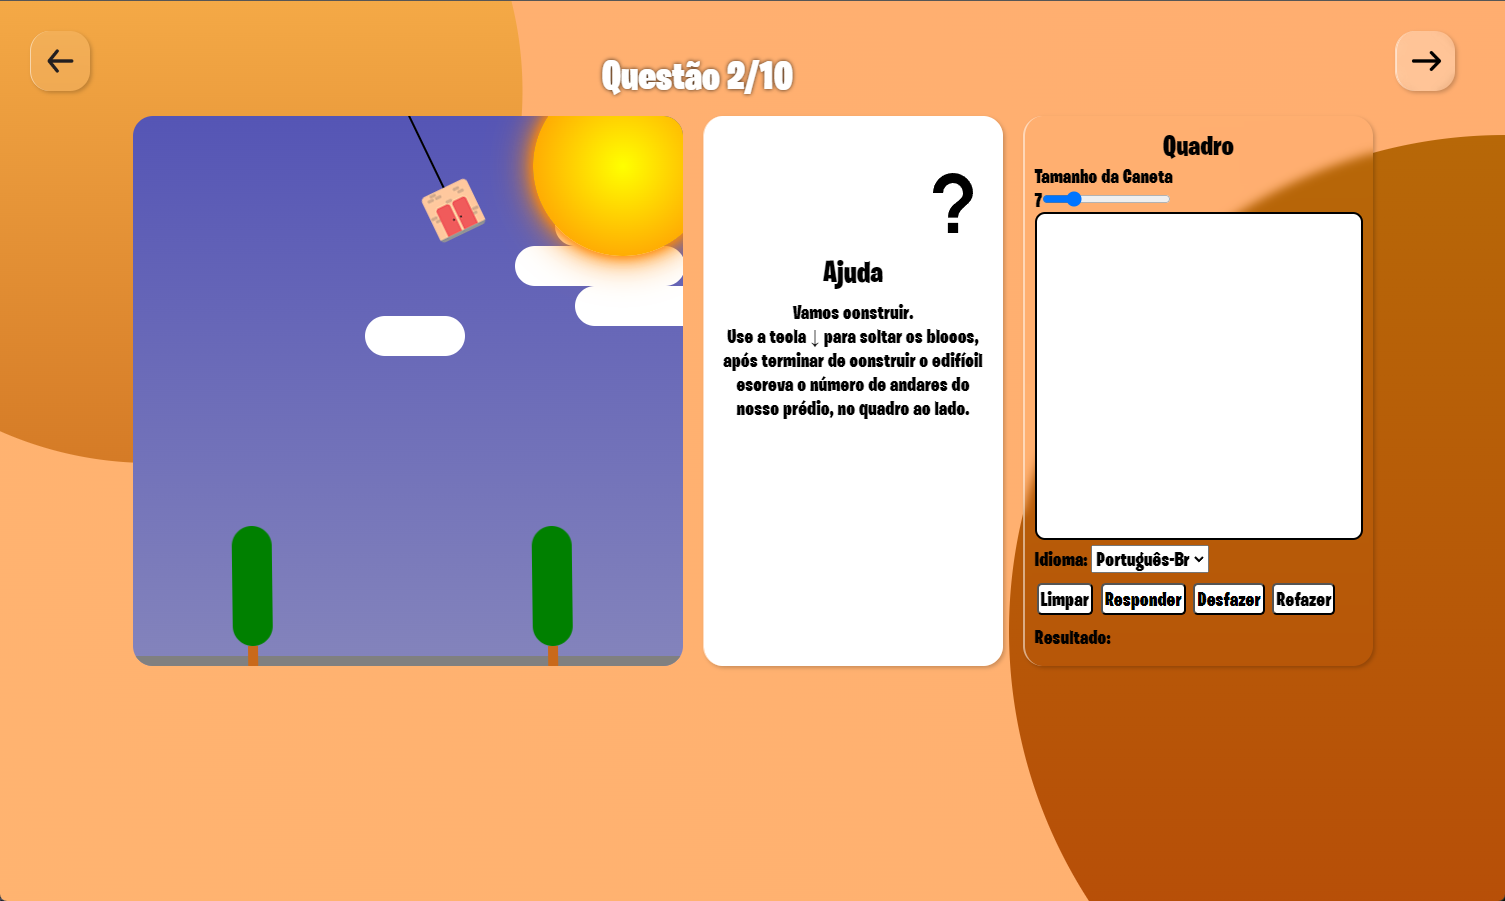 Questão 2/10
?
Ajuda
Vamos construir.
Use a tecla ↓ para soltar os blocos,
após terminar de construir o edifícil
escreva o número de andares do
nosso prédio, no quadro ao lado.
Quadro
Tamanho da Caneta
7
Idioma: Português-Br
Limpar Responder Desfazer Refazer
Resultado: